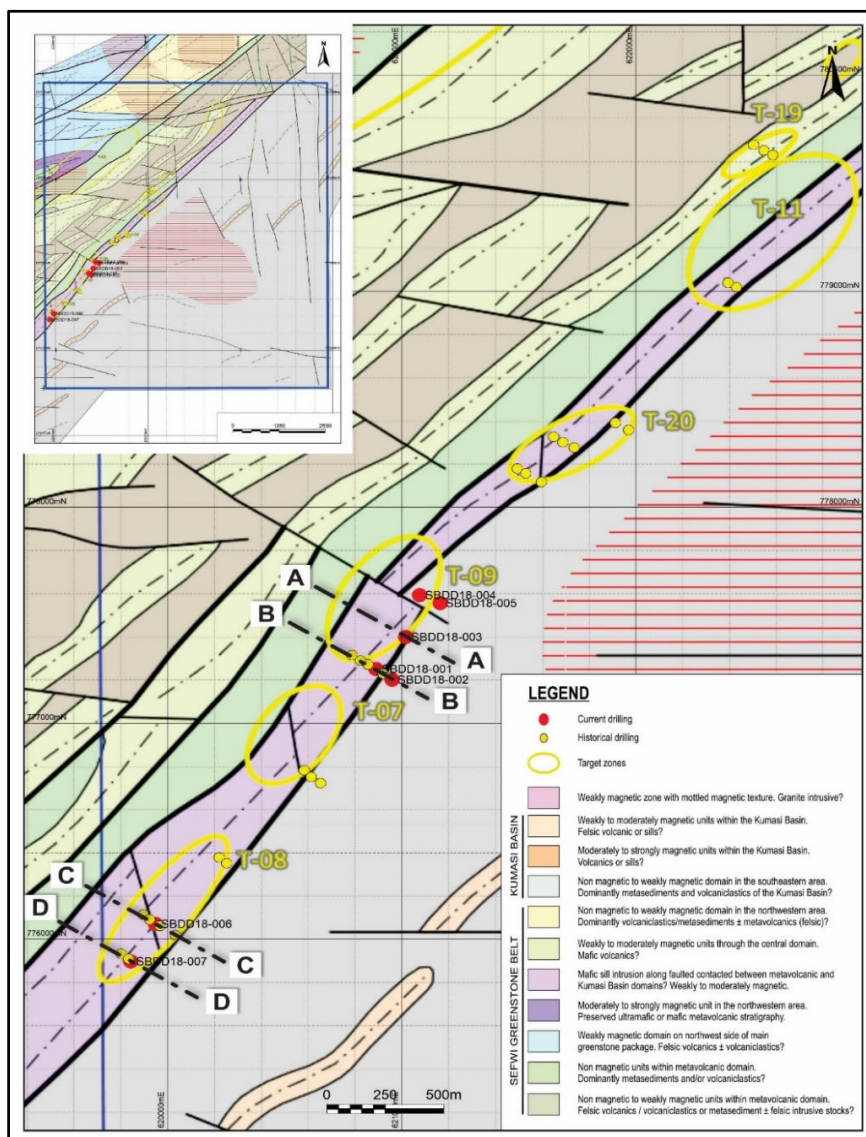 N
N
622000mE
T-19
T-11
779000mN
T-20
778000mN
A
T-09
B
SBDD18-004
SBDD18-005
SBDD18-003
A
SBDD18-001
SBDD18-002
B
777000mN
T-07
T-08
C
D
SBDD18-006
776000mN
C
SBDD18-007
D
620000mE
0 250 500m
LEGEND
Current drilling
Historical drilling
Target zones
Weakly magnetic zone with mottled magnetic texture. Granite intrusive?
KUMASI BASIN
Weakly to moderately magnetic units within the Kumasi Basin.
Felsic volcanic or sills?
Moderately to strongly magnetic units within the Kumasi Basin.
Volcanics or sills?
Non magnetic to weakly magnetic domain in the southeastern area.
Dominantly metasediments and volcaniclastics of the Kumasi Basin?
SEFWI GREENSTONE BELT
Non magnetic to weakly magnetic domain in the northwestern area.
Dominantly volcaniclastics/metasediments ± metavolcanics (felsic)?
Weakly to moderately magnetic units through the central domain.
Mafic volcanics?
Mafic sill intrusion along faulted contacted between metavolcanic and
Kumasi Basin domains? Weakly to moderately magnetic.
Moderately to strongly magnetic unit in the northwestern area.
Preserved ultramafic or mafic metavolcanic stratigraphy.
Weakly magnetic domain on northwest side of main
greenstone package. Felsic volcanics ± volcaniclastics?
Non magnetic units within metavolcanic domain.
Dominantly metasediments and/or volcaniclastics?
Non magnetic to weakly magnetic units within metavolcanic domain.
Felsic volcanics / volcaniclastics or metasediment ± felsic intrusive stocks?